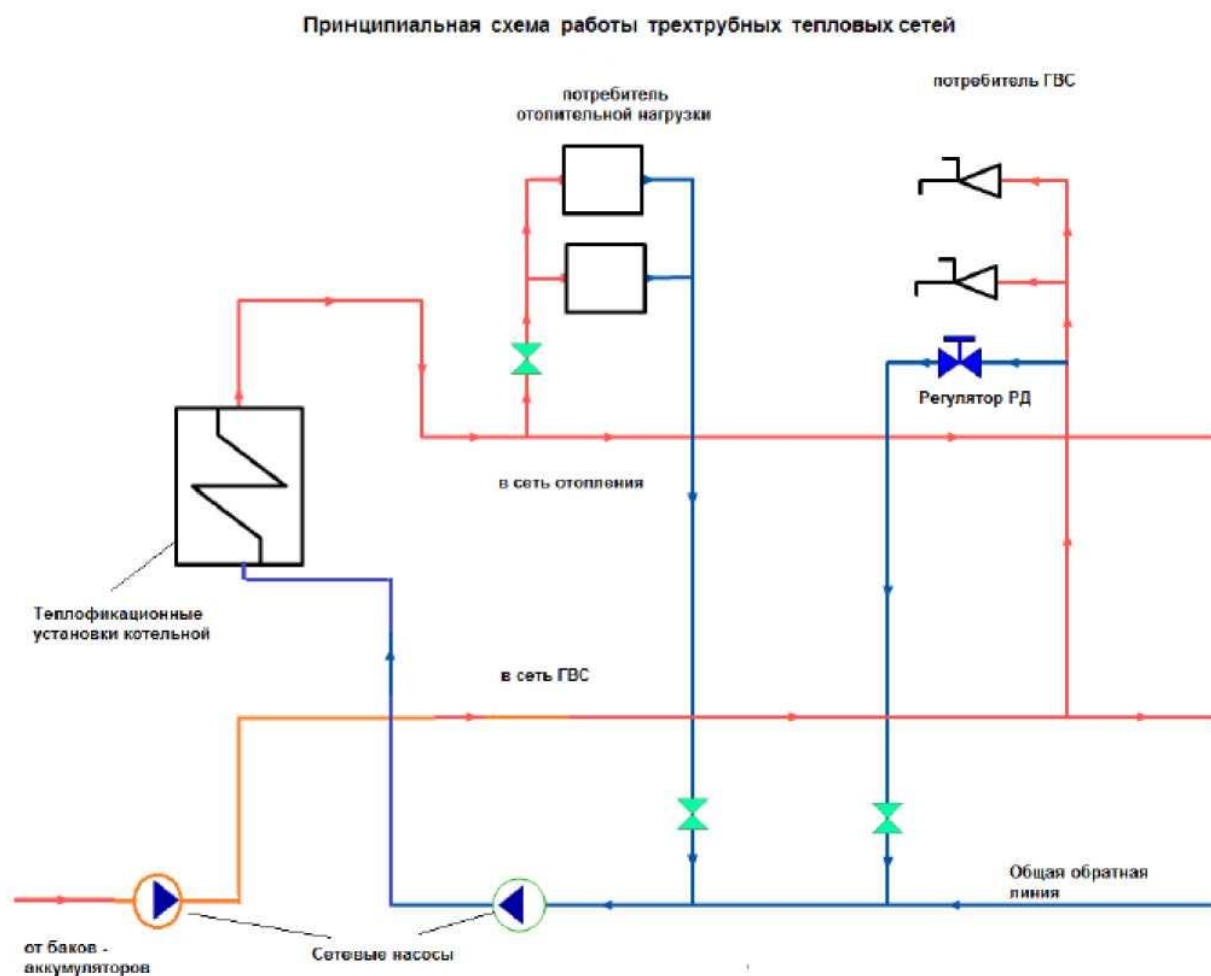 Принципиальная схема работы трехтрубных тепловых сетей
потребитель
отопительной нагрузки
потребитель ГВС
Регулятор РД
в сеть отопления
Теплофикационные
установки котельной
в сеть ГВС
Общая обратная
линия
от баков -
аккумуляторов
Сетевые насосы